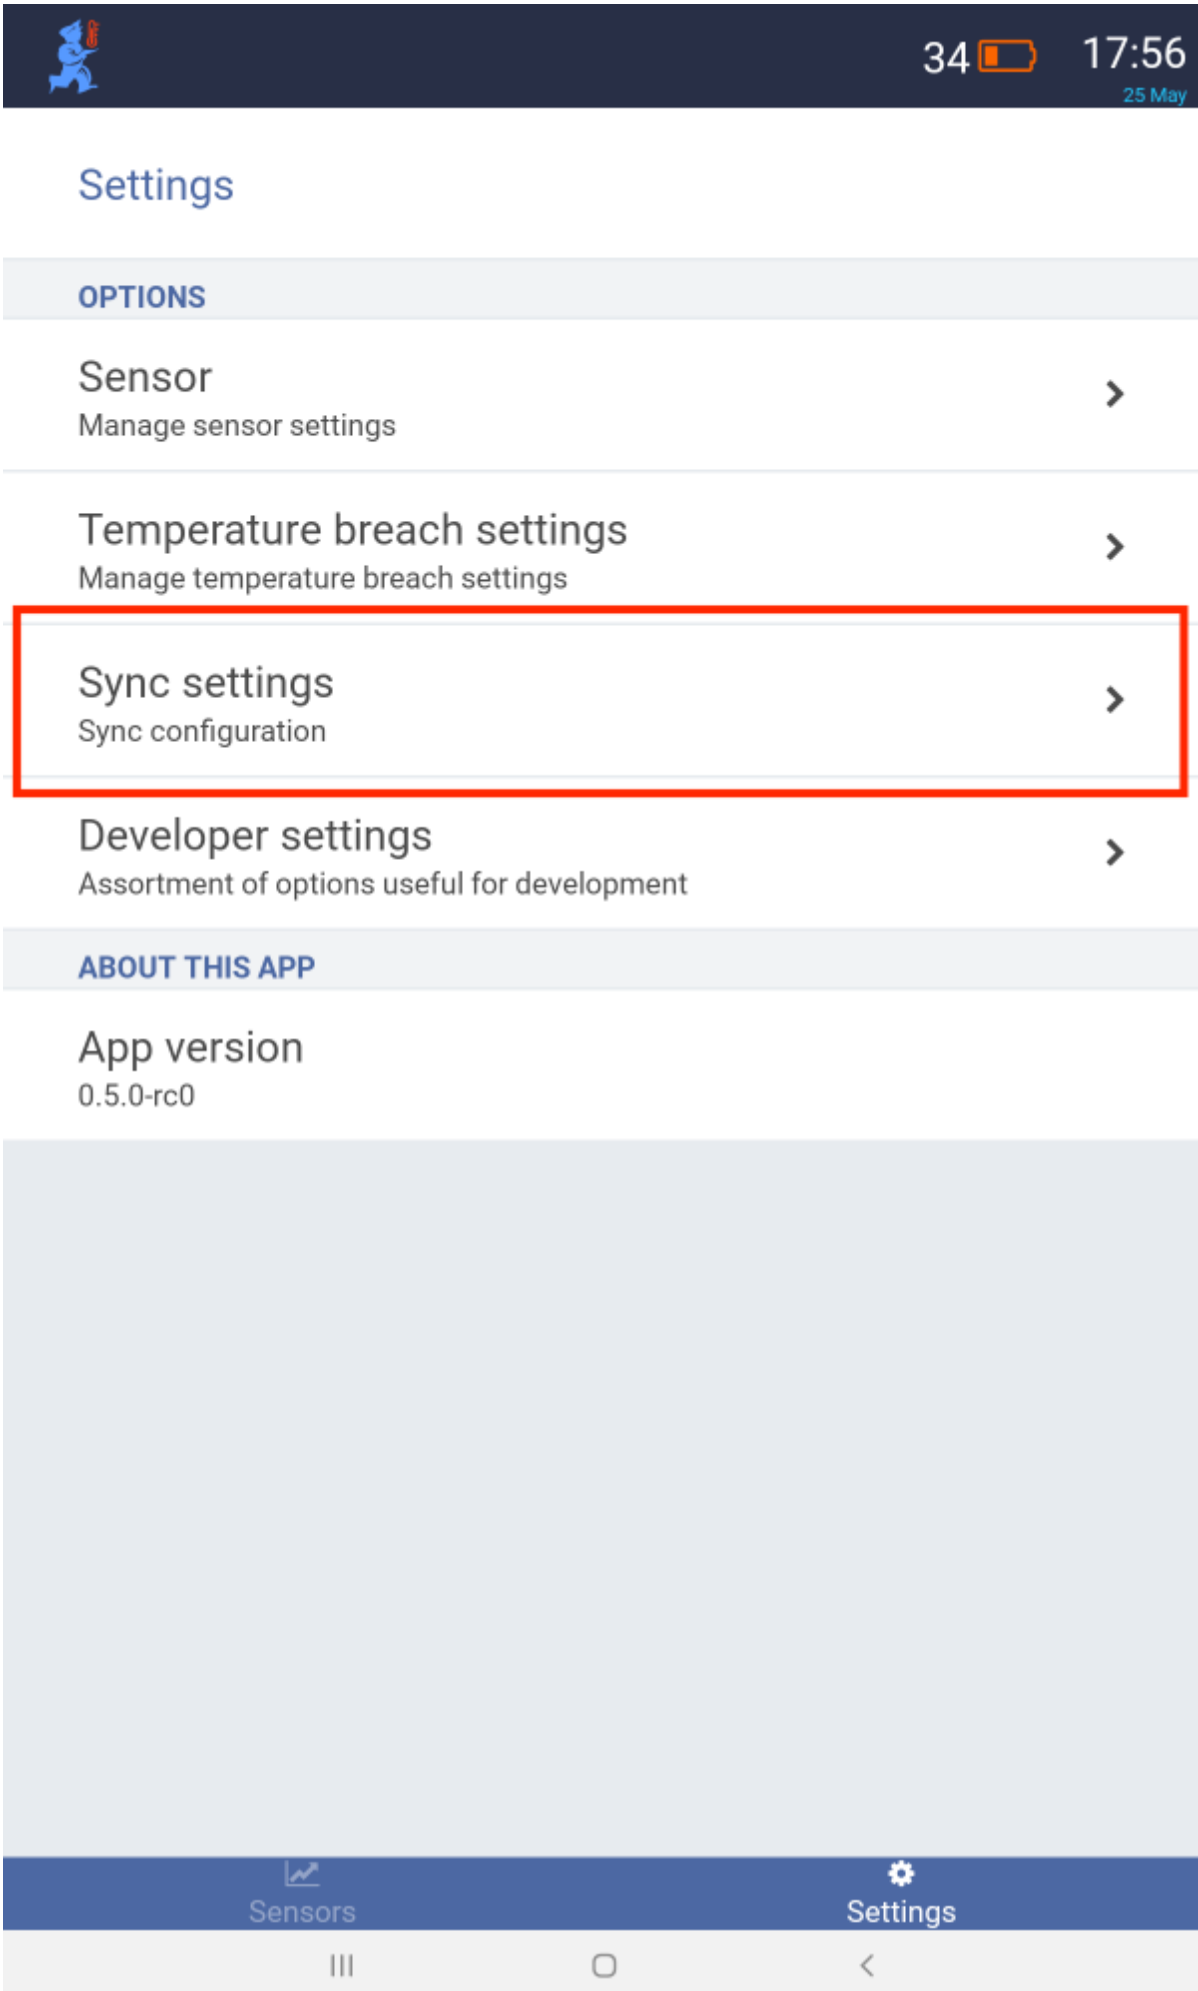 34
17:56
25 May
Settings
OPTIONS
Sensor
Manage sensor settings
Temperature breach settings
Manage temperature breach settings
Sync settings
Sync configuration
Developer settings
Assortment of options useful for development
ABOUT THIS APP
App version
0.5.0-rc0
Sensors
Settings